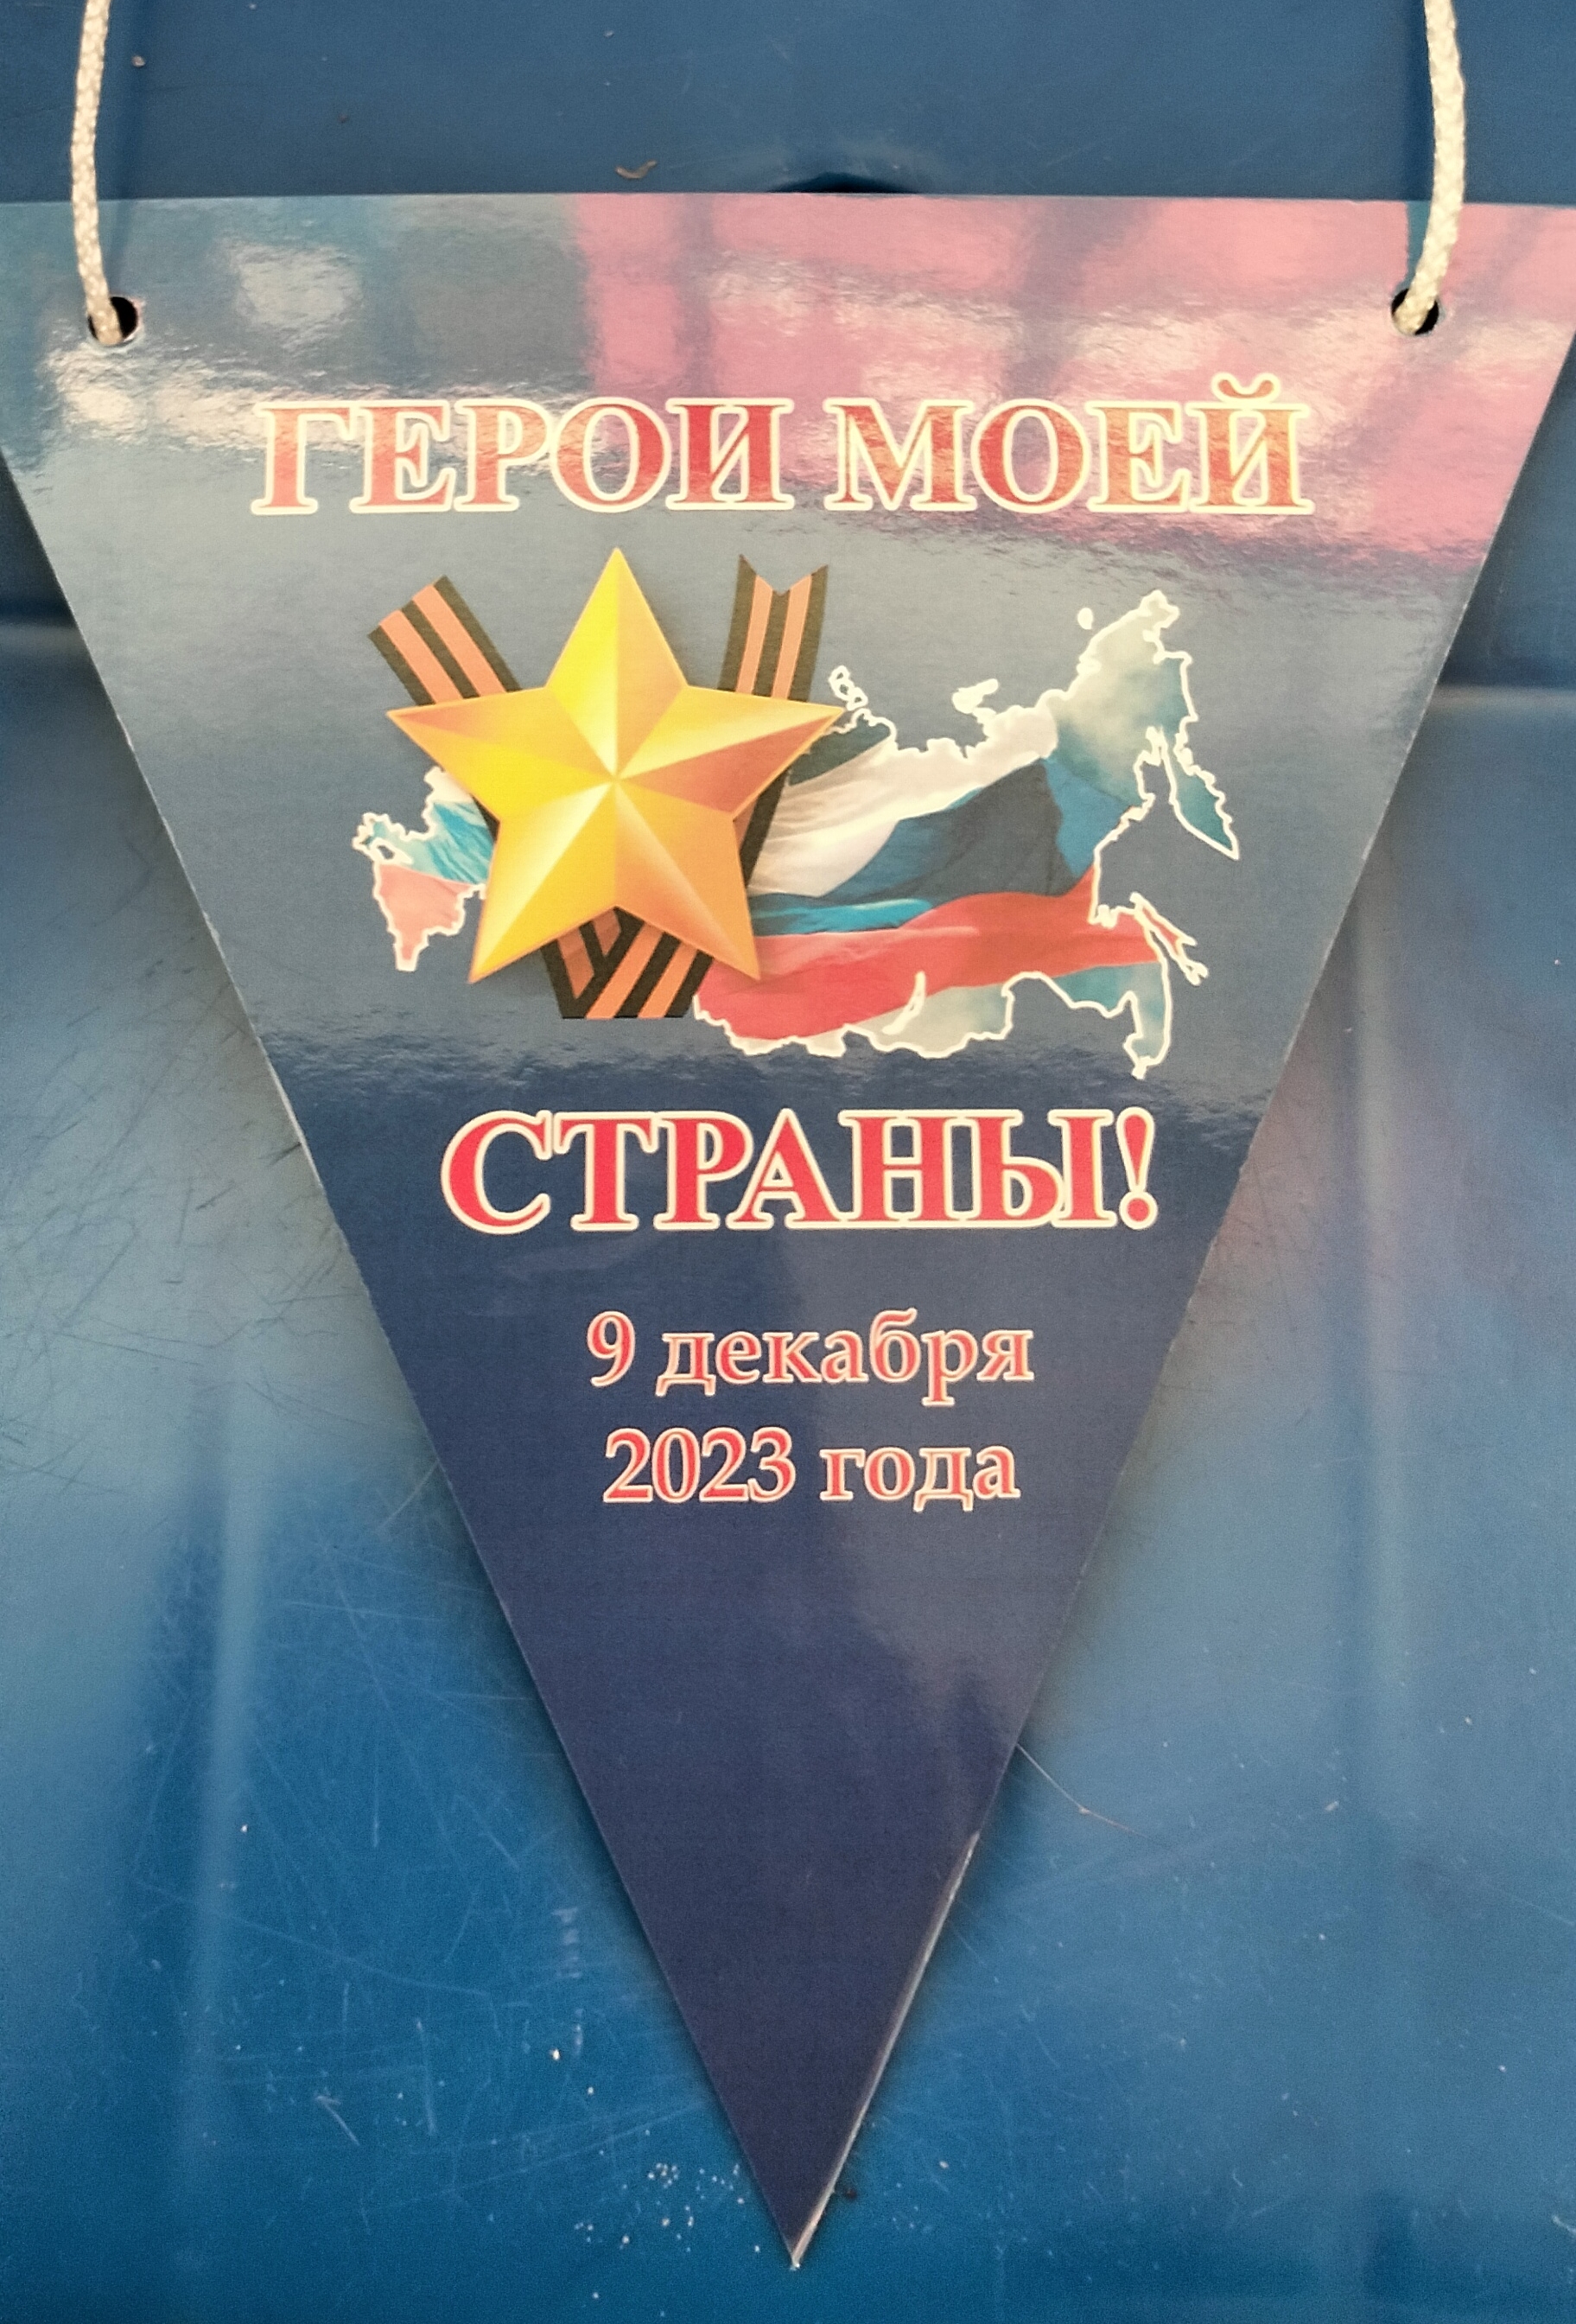 ГЕРОИ МОЕЙ
СТРАНЫ!
9 декабря
2023 года